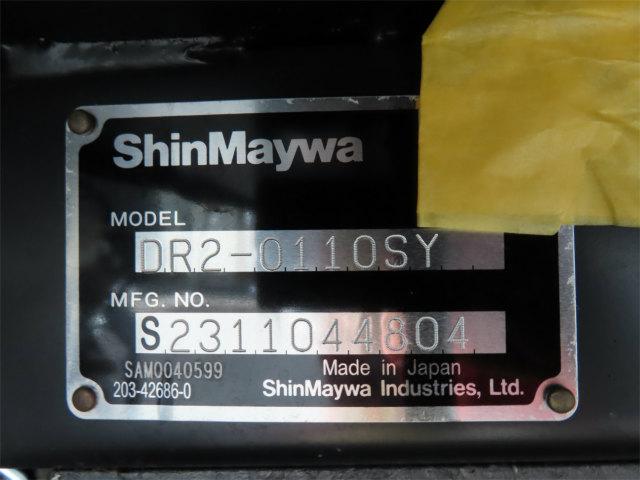 ShinMaywa
MODEL
DR2-0110SY
MFG. NO.
S2311044804
SAM0040599
Made in Japan
203-42686-0
ShinMaywa Industries, Ltd.